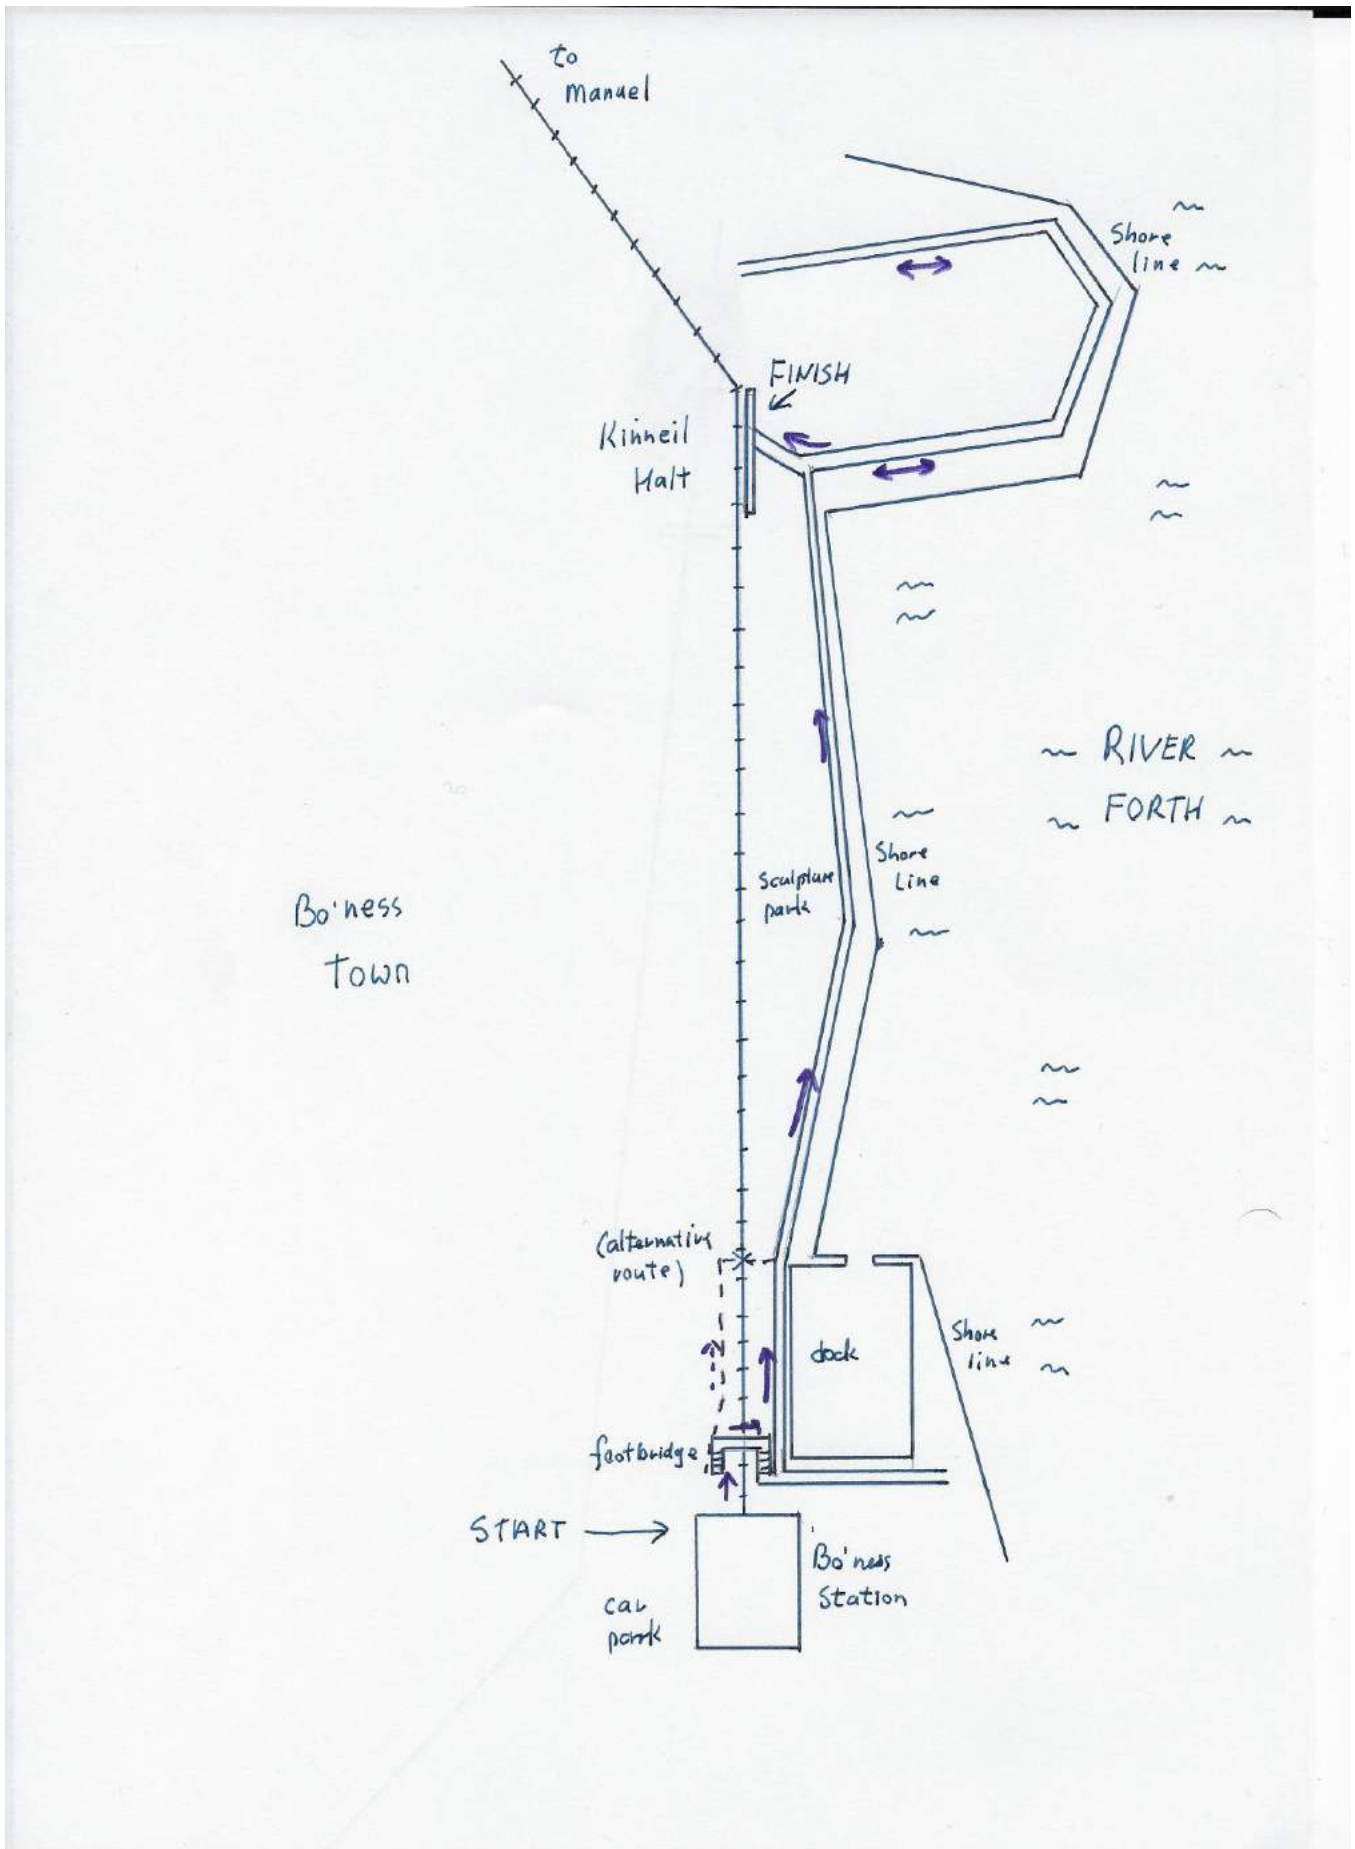 to
Manuel
Shore
line
FINISH
Kinneil
Halt
RIVER
FORTH
Shore
Line
Sculpture
park
Bo'ness
Town
(alternative
route)
Shore
line
dock
footbridge
START
Bo'ness
Station
car
park